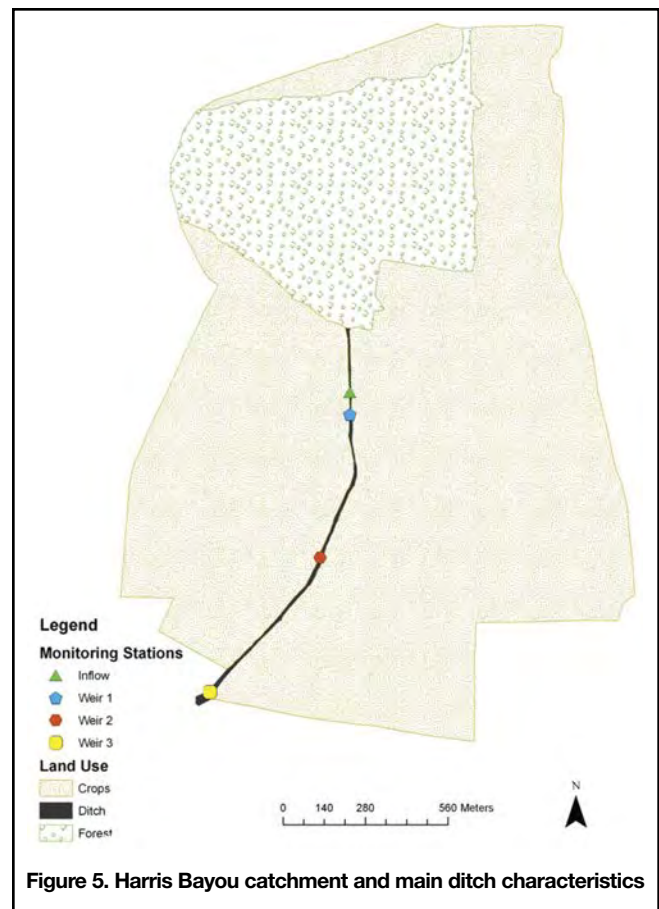 Legend
Monitoring Stations
Inflow
Weir 1
Weir 2
Weir 3
Land Use
Crops
Ditch
Forest
0 140 280 560 Meters
N
Figure 5. Harris Bayou catchment and main ditch characteristics